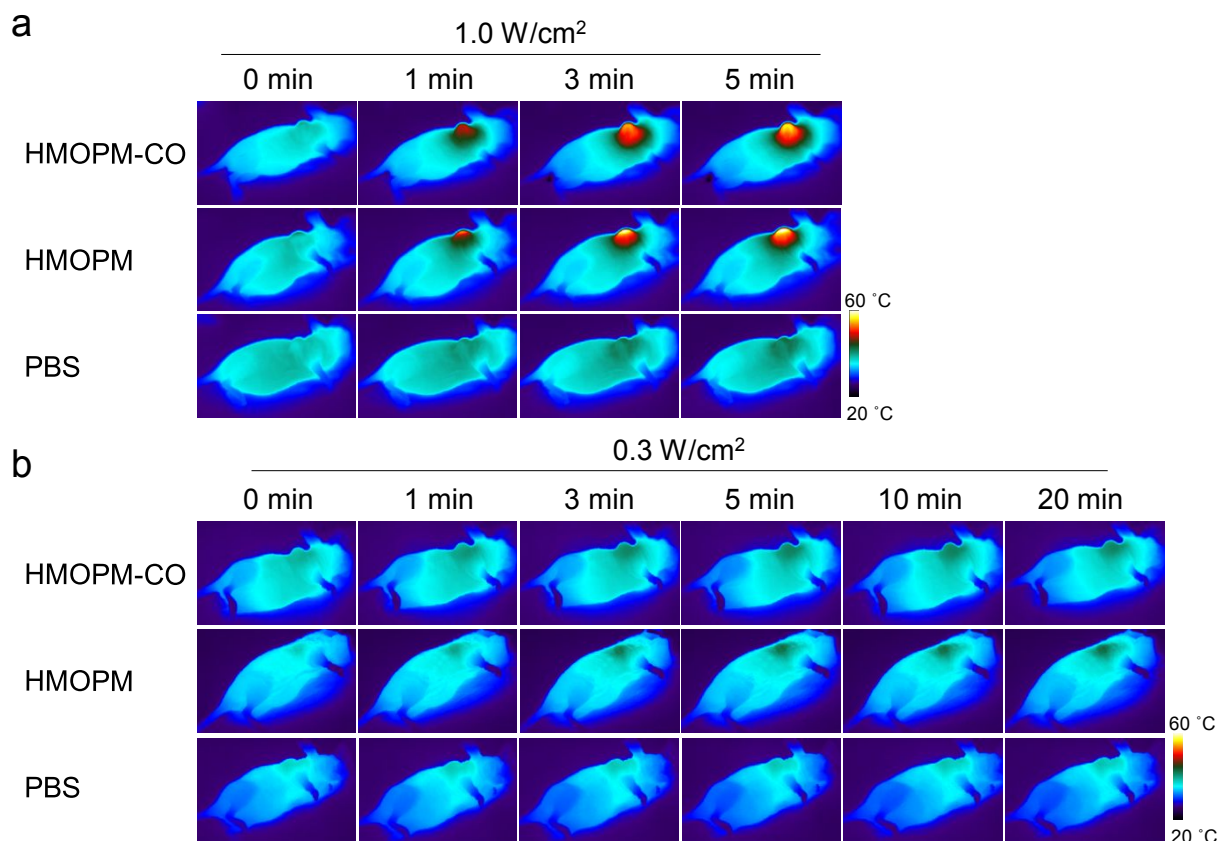 a
1.0 W/cm²
0 min 1 min 3 min 5 min
HMOPM-CO
HMOPM
PBS
60 ˚C
20 ˚C
b
0.3 W/cm²
0 min 1 min 3 min 5 min 10 min 20 min
HMOPM-CO
HMOPM
PBS
60 ˚C
20 ˚C